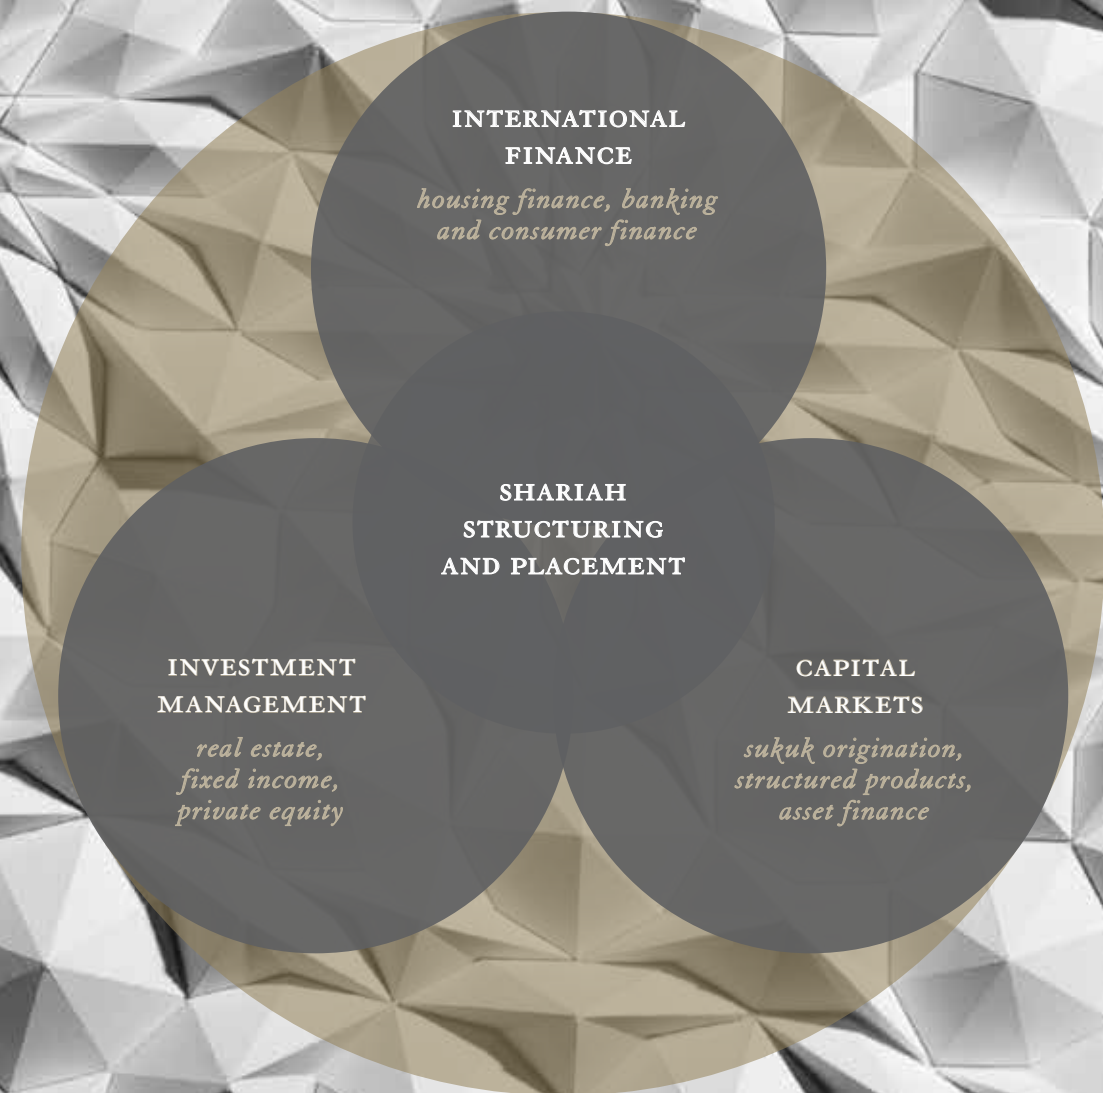 INTERNATIONAL
FINANCE
housing finance, banking
and consumer finance
SHARIAH
STRUCTURING
AND PLACEMENT
INVESTMENT
MANAGEMENT
real estate,
fixed income,
private equity
CAPITAL
MARKETS
sukuk origination,
structured products,
asset finance